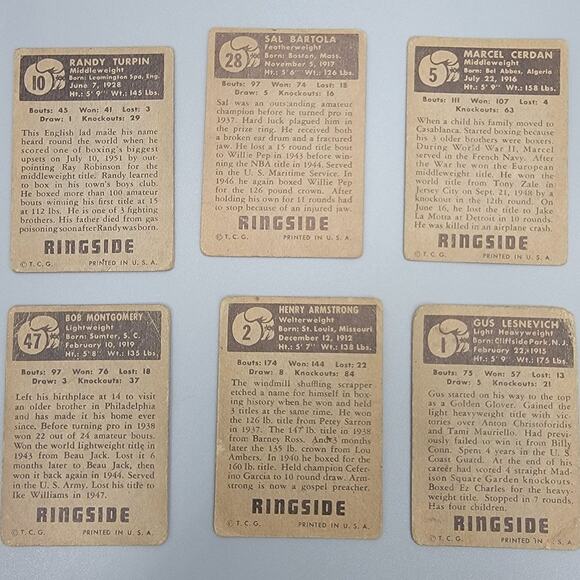 10
RANDY TURPIN
Middleweight
Born: Leamington Spa, Eng.
June 7, 1928
Ht.: 5' 9" Wt.: 145 Lbs.
Bouts: 45 Won: 41 Lost: 3
Draw: 1 Knockouts: 29
This English lad made his name
heard round the world when he
scored one of boxing's biggest
upsets on July 10, 1951 by out-
pointing Ray Robinson for the
middleweight title. Randy learned
to box in his town's boys club.
He boxed more than 100 amateur
bouts winning his first title at 15
at 112 lbs. He is one of 3 fighting
brothers. His father died from gas
poisoning soon after Randy was born.
RINGSIDE
© T. C. G. PRINTED IN U. S. A.
28
SAL BARTOLA
Featherweight
Born: Boston, Mass.
November 5, 1917
Ht.: 5' 6" Wt.: 126 Lbs.
Bouts: 97 Won: 74 Lost: 18
Draw: 5 Knockouts: 16
Sal was an outstanding amateur
champion before he turned pro in
1937. Hard luck plagued him in
the prize ring. He received both
a broken ear drum and a fractured
jaw. He lost a 15 round bout
to Willie Pep in 1943 before win-
ning the NBA title in 1944. Served in
the U. S. Maritime Service. In
1946 he again boxed Willie Pep
for the 126 pound crown. After
holding his own for 11 rounds had
to stop because of an injured jaw.
RINGSIDE
© T. C. G. PRINTED IN U. S. A.
5
MARCEL CERDAN
Middleweight
Born: Bel Abbes, Algeria
July 22, 1916
Ht.: 5' 9" Wt.: 158 Lbs.
Bouts: 111 Won: 107 Lost: 4
Knockouts: 63
When a child his family moved to
Casablanca. Started boxing because
his 3 older brothers were boxers.
During World War II, Marcel
served in the French Navy. After
the War he won the European
middleweight title. He won the
world title from Tony Zale in
Jersey City on Sept. 21, 1948 by a
knockout in the 12th round. On
June 16, he lost the title to Jake
La Motta at Detroit in 10 rounds.
He was killed in an airplane crash.
RINGSIDE
© T. C. G. PRINTED IN U. S. A.
47
BOB MONTGOMERY
Lightweight
Born: Sumter, S. C.
February 10, 1919
Ht.: 5' 8" Wt.: 135 Lbs.
Bouts: 97 Won: 76 Lost: 18
Draw: 3 Knockouts: 37
Left his birthplace at 14 to visit
an older brother in Philadelphia
and has made it his home ever
since. Before turning pro in 1938
won 22 out of 24 amateur bouts.
Won the world lightweight title in
1943 from Beau Jack. Lost it 6
months later to Beau Jack, then
won it back again in 1944. Served
in the U. S. Army. Lost his title to
Ike Williams in 1947.
RINGSIDE
© T. C. G. PRINTED IN U. S. A.
2
HENRY ARMSTRONG
Welterweight
Born: St. Louis, Missouri
December 12, 1912
Ht.: 5' 7" Wt.: 138 Lbs.
Bouts: 174 Won: 144 Lost: 22
Draw: 8 Knockouts: 84
The windmill shuffling scrapper
etched a name for himself in box-
ing history when he won and held
3 titles at the same time. He won
the 126 lb. title from Petey Sarron
in 1937. The 147 lb. title in 1938
from Barney Ross. And 3 months
later the 135 lb. crown from Lou
Ambers. In 1940 he boxed for the
160 lb. title. Held champion Cefer-
ino Garcia to 10 round draw. Arm-
strong is now a gospel preacher.
RINGSIDE
© T. C. G. PRINTED IN U. S. A.
1
GUS LESNEVICH
Light Heavyweight
Born: Cliffside Park, N. J.
February 22, 1915
Ht.: 5' 9" Wt.: 175 Lbs.
Bouts: 75 Won: 57 Lost: 13
Draw: 5 Knockouts: 21
Gus started on his way to the top
as a Golden Glover. Gained the
light heavyweight title with vic-
tories over Anton Christoforidis
and Tami Mauriello. Had previ-
ously failed to win it from Billy
Conn. Spent 4 years in the U. S.
Coast Guard. At the end of his
career had scored 4 straight Mad-
ison Square Garden knockouts.
Boxed Ez Charles for the heavy-
weight title. Stopped in 7 rounds.
Has four children.
RINGSIDE
© T. C. G. PRINTED IN U. S. A.